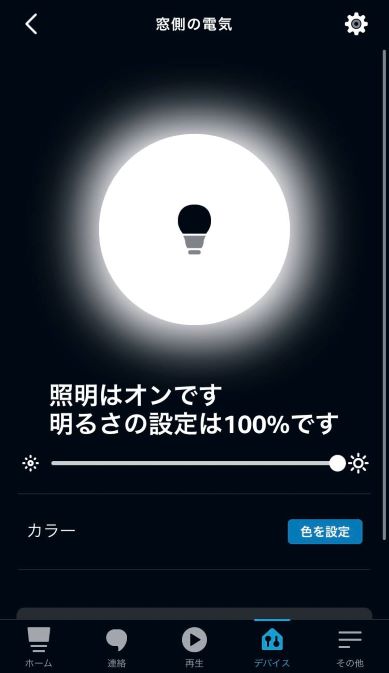 窓側の電気
照明はオンです
明るさの設定は100%です
カラー
色を設定
ホーム
連絡
再生
デバイス
その他